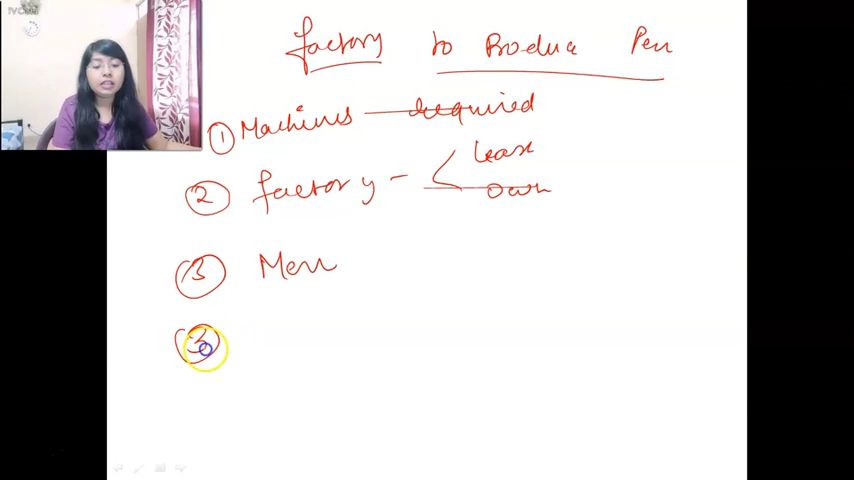 factory to Produce Pen
① Machines — required
② factory - < lease
own
③ Men
③